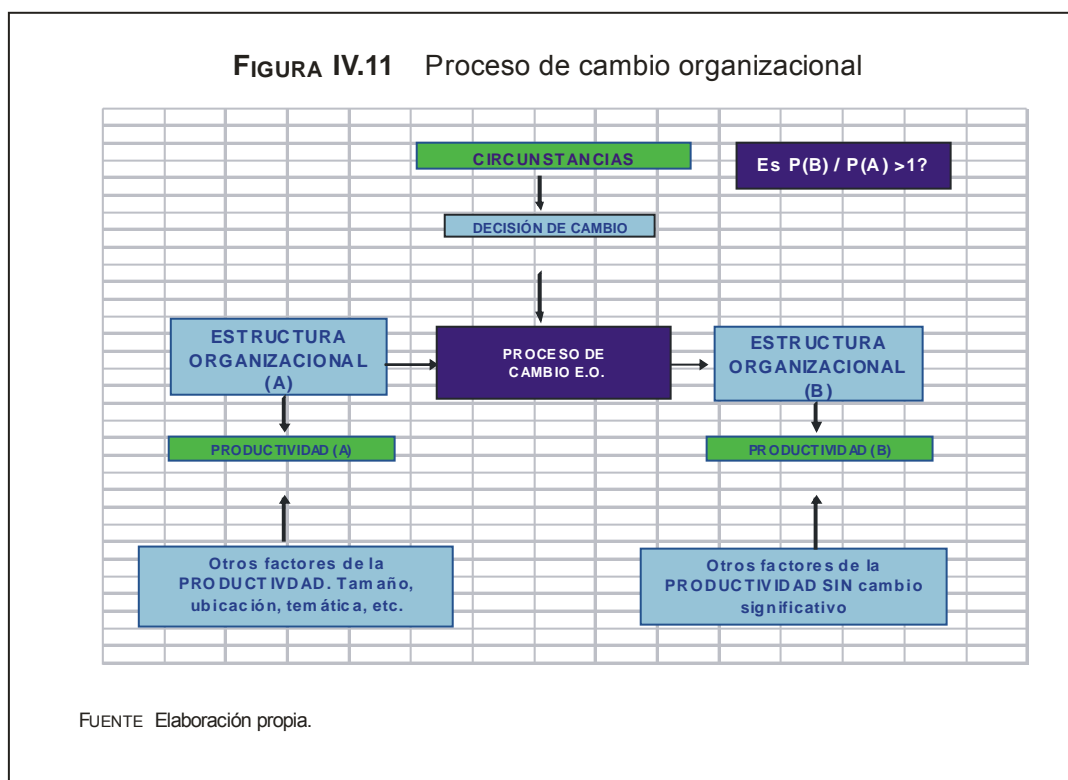 FIGURA IV.11 Proceso de cambio organizacional
CIRCUNSTANCIAS
Es P(B) / P(A) >1?
DECISIÓN DE CAMBIO
ESTRUCTURA
ORGANIZACIONAL
(A)
PROCESO DE
CAMBIO E.O.
ESTRUCTURA
ORGANIZACIONAL
(B)
PRODUCTIVIDAD (A)
PRODUCTIVIDAD (B)
Otros factores de la
PRODUCTIVDAD. Tamaño,
ubicación, temática, etc.
Otros factores de la
PRODUCTIVIDAD SIN cambio
significativo
FUENTE Elaboración propia.